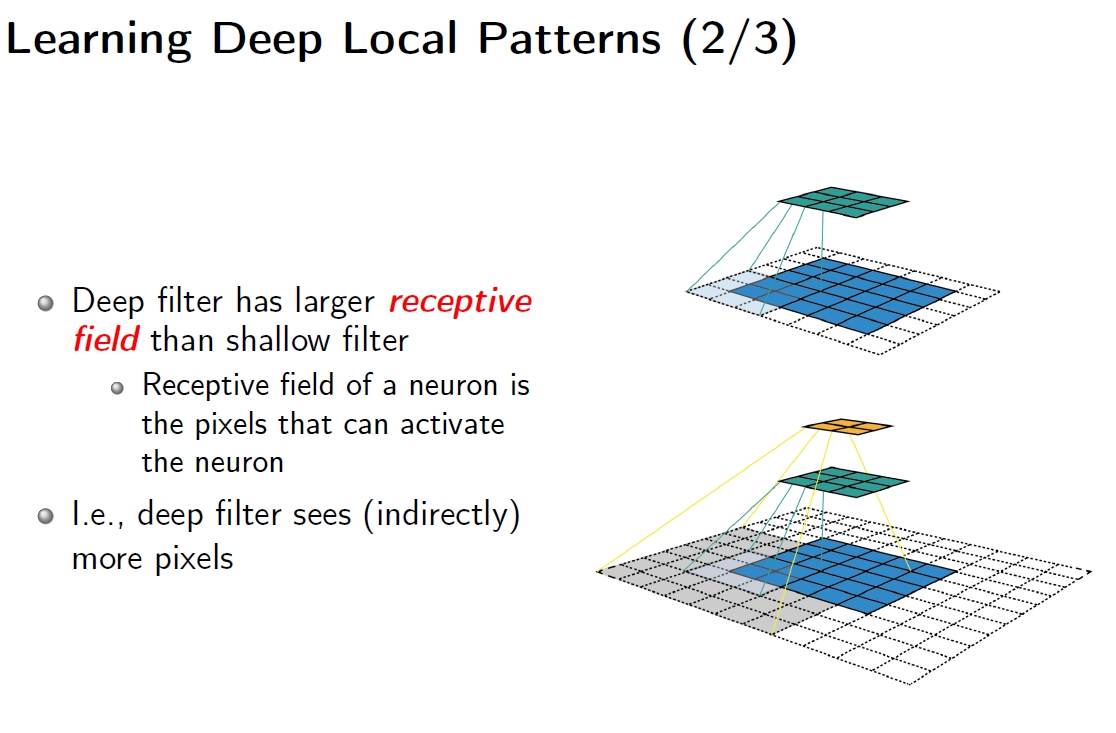 Learning Deep Local Patterns (2/3)
Deep filter has larger receptive
field than shallow filter
Receptive field of a neuron is
the pixels that can activate
the neuron
I.e., deep filter sees (indirectly)
more pixels